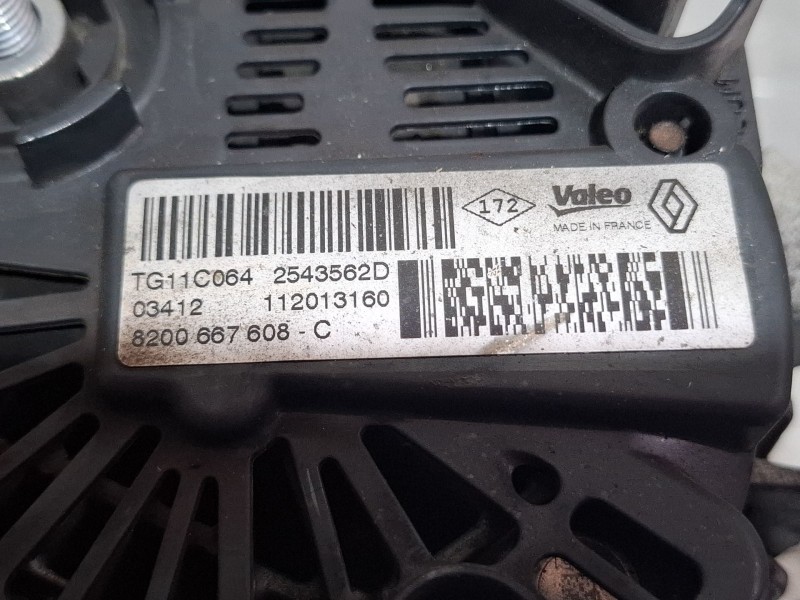 172 Valeo
MADE IN FRANCE
TG11C064 2543562D
03412 112013160
8200 667 608 - C